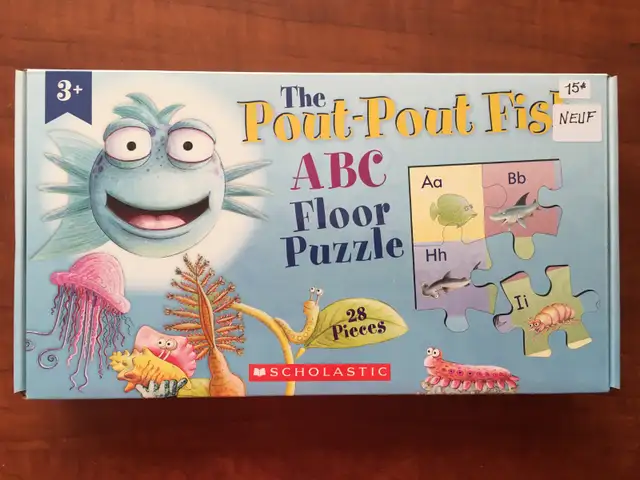 3+
The
Pout-Pout Fish
15¢
NEUF
ABC
Floor
Puzzle
Aa
Bb
Hh
Ii
28
Pieces
SCHOLASTIC